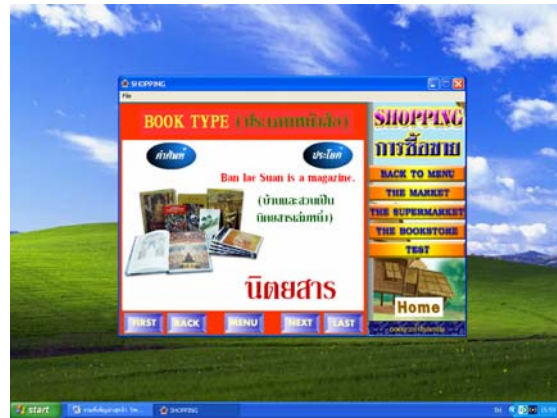 SHOPPING
File
BOOK TYPE (ประเภทหนังสือ)
คำศัพท์
ประโยค
Ban lae Suan is a magazine.
(บ้านและสวนเป็น
นิตยสารเล่มหนึ่ง)
นิตยสาร
FIRST
BACK
MENU
NEXT
LAST
SHOPPING
การซื้อขาย
BACK TO MENU
THE MARKET
THE SUPERMARKET
THE BOOKSTORE
TEST
Home
start
SHOPPING
TH